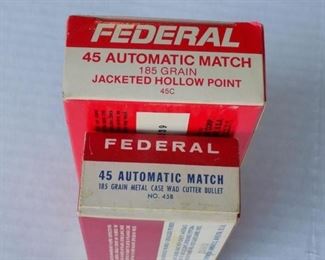 FEDERAL
45 AUTOMATIC MATCH
185 GRAIN
JACKETED HOLLOW POINT
45C
FEDERAL
45 AUTOMATIC MATCH
185 GRAIN METAL CASE WAD CUTTER BULLET
NO. 45B